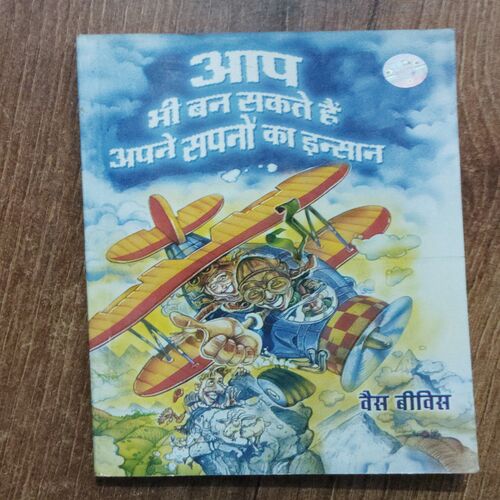 आप
भी बन सकते हैं
अपने सपनों का इन्सान
वैस बीविस